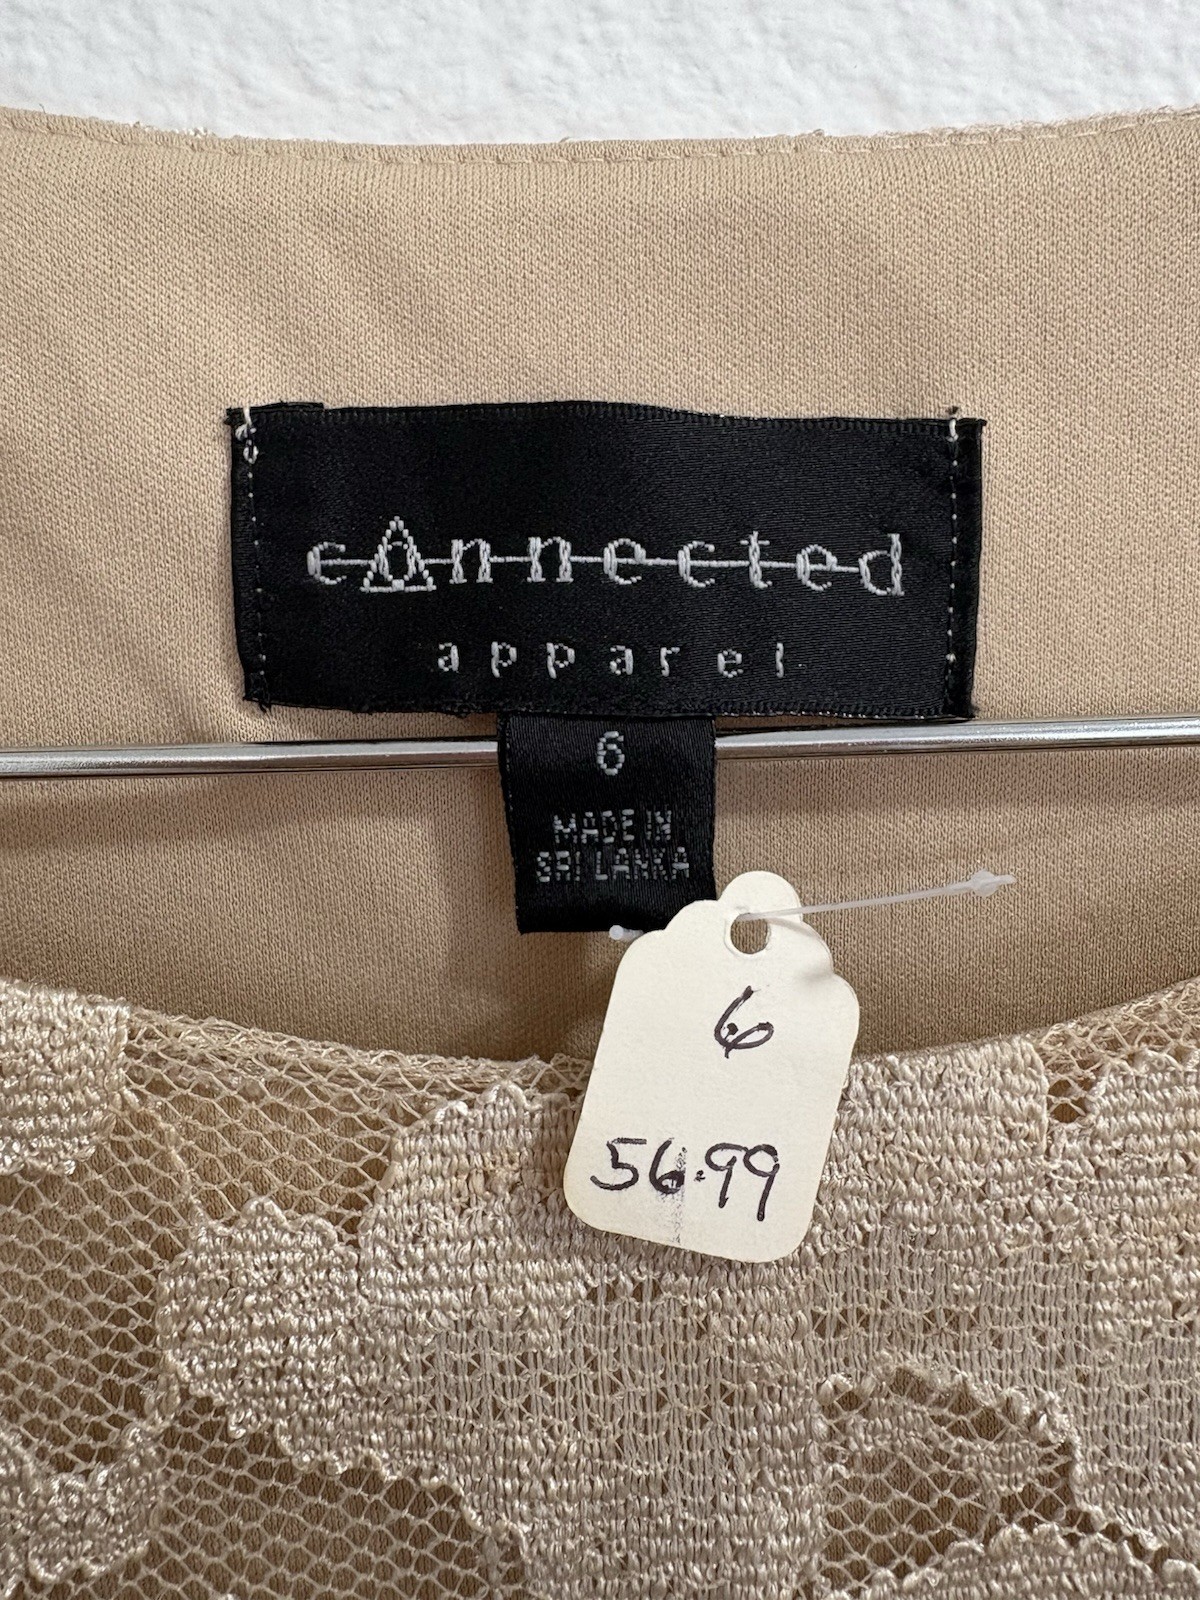 connected
apparel
6
MADE IN
SRI LANKA
6
56.99